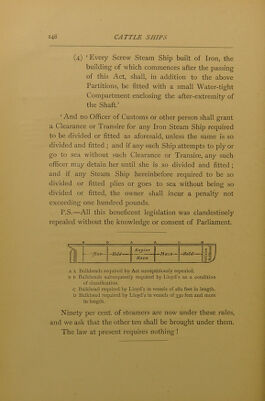 146 CATTLE SHIPS
(4) 'Every Screw Steam Ship built of Iron, the
building of which commences after the passing
of this Act, shall, in addition to the above
Partitions, be fitted with a small Water-tight
Compartment enclosing the after-extremity of
the Shaft.'
'And no Officer of Customs or other person shall grant
a Clearance or Transire for any Iron Steam Ship required
to be divided or fitted as aforesaid, unless the same is so
divided and fitted; and if any such Ship attempts to ply or
go to sea without such Clearance or Transire, any such
officer may detain her until she is so divided and fitted;
and if any Steam Ship hereinbefore required to be so
divided or fitted plies or goes to sea without being so
divided or fitted, the owner shall incur a penalty not
exceeding one hundred pounds.
P.S.—All this beneficent legislation was clandestinely
repealed without the knowledge or consent of Parliament.
Hold Engine Room Main Hold
A A Bulkheads required by Act surreptitiously repealed.
B B Bulkheads subsequently required by Lloyd's as a condition
of classification.
C Bulkhead required by Lloyd's in vessels of 280 feet in length.
D Bulkhead required by Lloyd's in vessels of 330 feet and more
in length.
Ninety per cent. of steamers are now under these rules,
and we ask that the other ten shall be brought under them.
The law at present requires nothing!